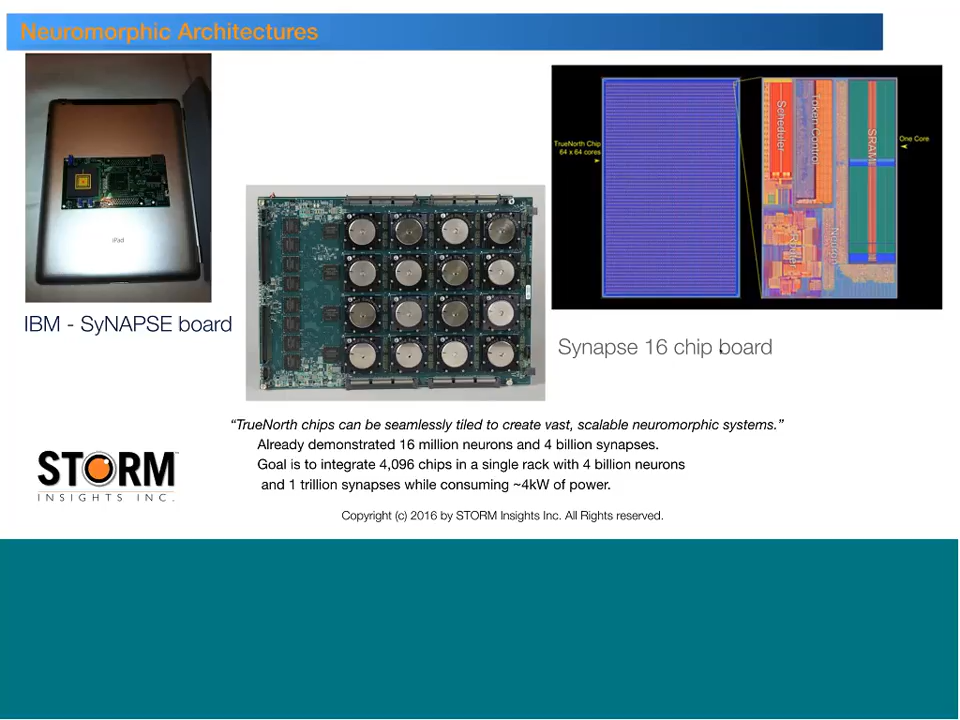 Neuromorphic Architectures
TrueNorth Chip
64 x 64 cores
Scheduler
Token Control
SRAM
Router
Neuron
One Core
iPad
IBM - SyNAPSE board
Synapse 16 chip board
“TrueNorth chips can be seamlessly tiled to create vast, scalable neuromorphic systems.”
Already demonstrated 16 million neurons and 4 billion synapses.
Goal is to integrate 4,096 chips in a single rack with 4 billion neurons
and 1 trillion synapses while consuming ~4kW of power.
STORM™
INSIGHTS INC.
Copyright (c) 2016 by STORM Insights Inc. All Rights reserved.